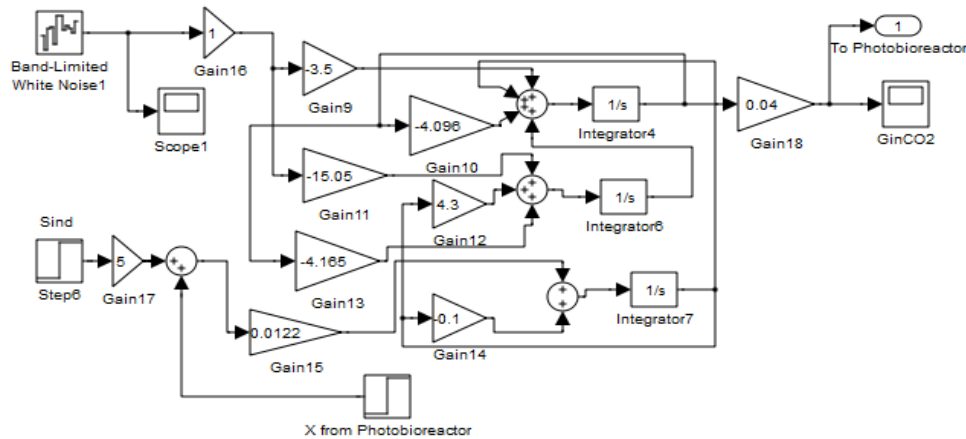 1
To Photobioreactor
Band-Limited
White Noise1
1
Gain16
-3.5
Gain9
Scope1
-4.096
Gain10
1/s
Integrator4
0.04
Gain18
GinCO2
-15.05
Gain11
4.3
Gain12
1/s
Integrator6
Sind
Step6
5
Gain17
-4.165
Gain13
1/s
Integrator7
0.0122
Gain15
-0.1
Gain14
X from Photobioreactor